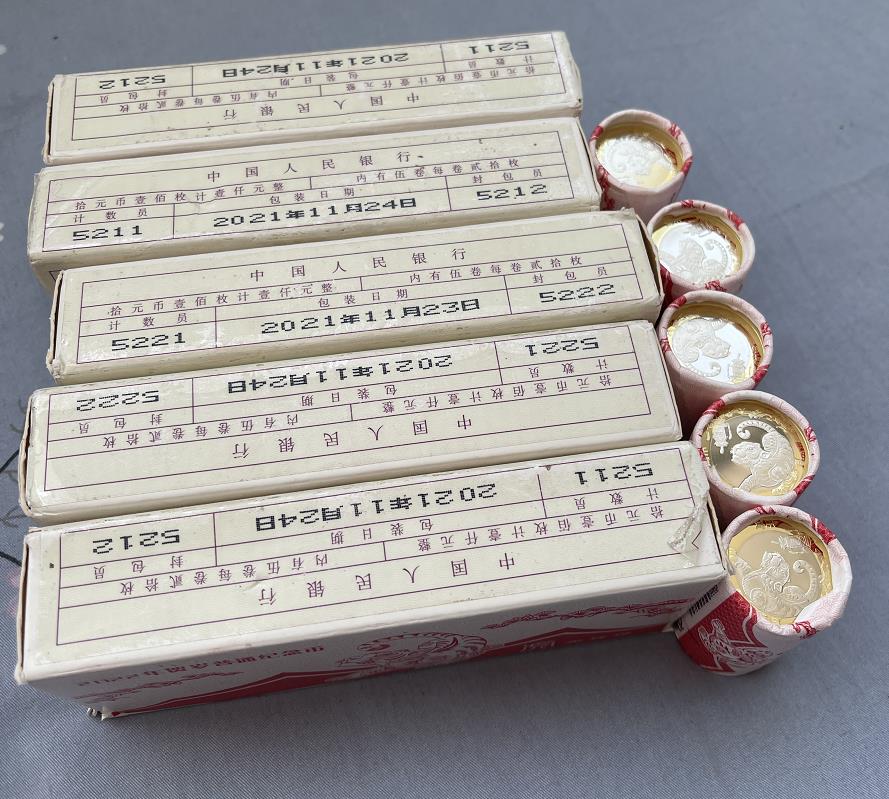 中国人民银行
拾元币壹佰枚计壹仟元整 内有伍卷每卷贰拾枚
计数员 包装日期 封包员
5211 2021年11月24日 5212
中国人民银行
拾元币壹佰枚计壹仟元整 内有伍卷每卷贰拾枚
计数员 包装日期 封包员
5211 2021年11月24日 5212
中国人民银行
拾元币壹佰枚计壹仟元整 内有伍卷每卷贰拾枚
计数员 包装日期 封包员
5221 2021年11月23日 5222
中国人民银行
拾元币壹佰枚计壹仟元整 内有伍卷每卷贰拾枚
计数员 包装日期 封包员
5221 2021年11月24日 5222
中国人民银行
拾元币壹佰枚计壹仟元整 内有伍卷每卷贰拾枚
计数员 包装日期 封包员
5211 2021年11月24日 5212
2022年贺岁普通纪念币